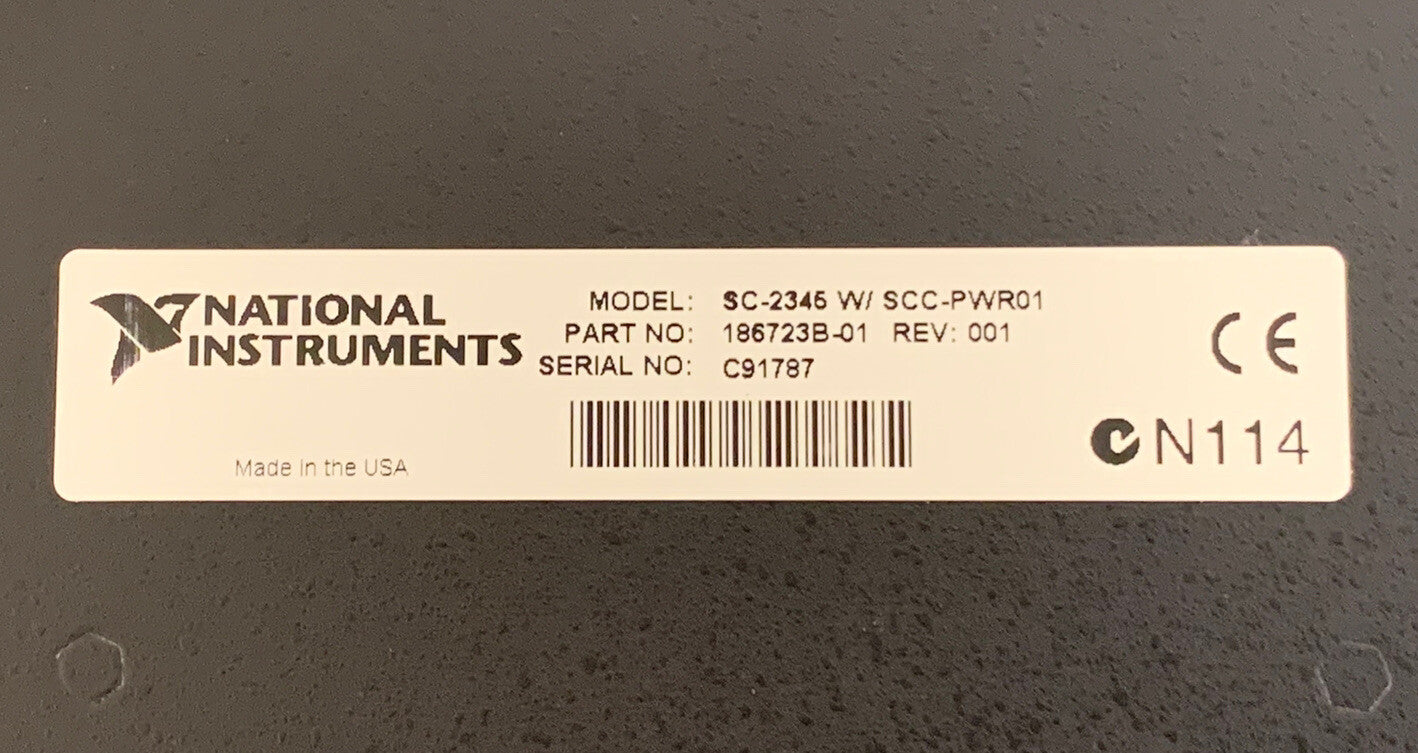 NATIONAL
INSTRUMENTS
MODEL: SC-2345 W/ SCC-PWR01
PART NO: 186723B-01 REV: 001
SERIAL NO: C91787
Made in the USA
CE
N114